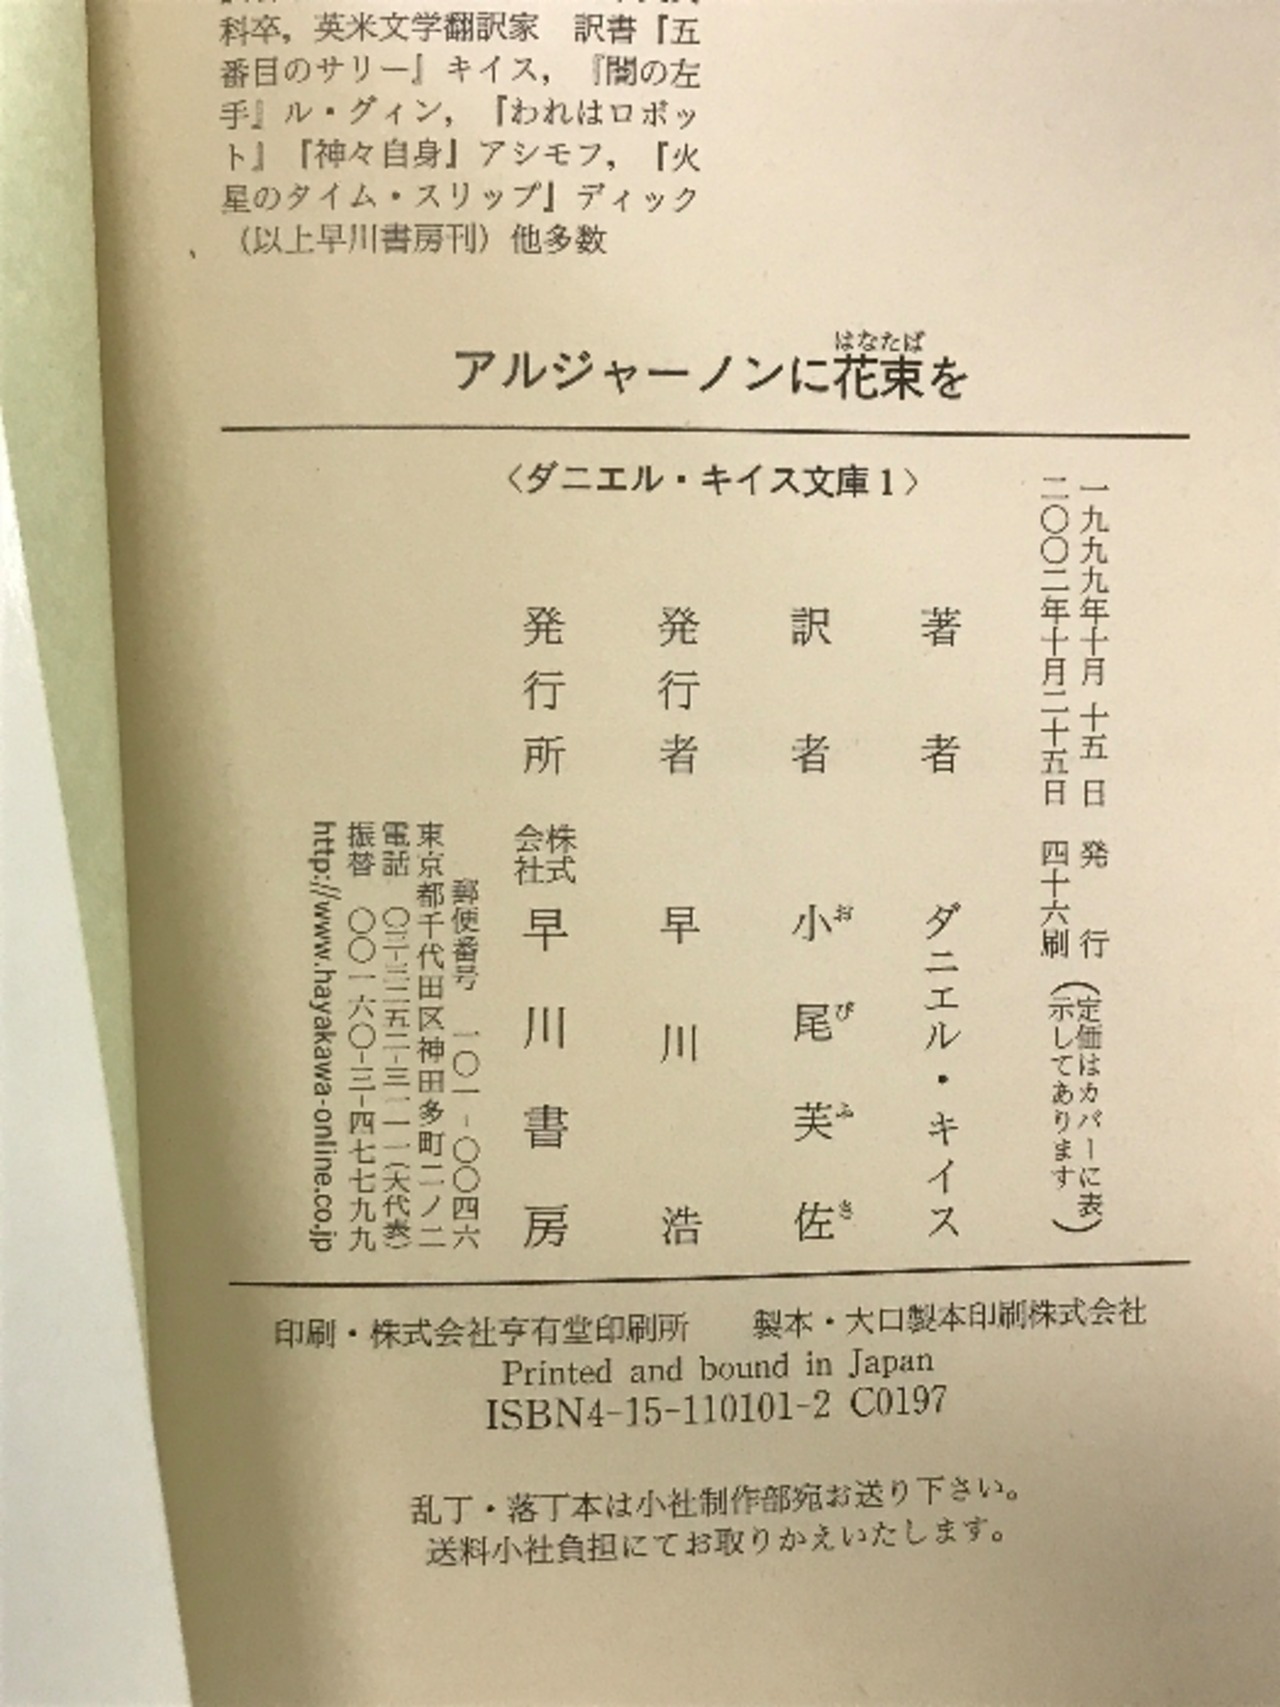 科卒，英米文学翻訳家　訳書『五
番目のサリー』キイス，『闇の左
手』ル・グィン，『われはロボッ
ト』『神々自身』アシモフ，『火
星のタイム・スリップ』ディック
（以上早川書房刊）他多数
はなたば
アルジャーノンに花束を
〈ダニエル・キイス文庫1〉
一九九九年十月十五日　発行
二〇〇二年十月二十五日　四十六刷
（定価はカバーに表
示してあります）
著者　ダニエル・キイス
訳者　小尾芙佐
お び ふ さ
発行者　早川　浩
発行所　株式会社　早川書房
郵便番号　一〇一-〇〇四六
東京都千代田区神田多町二ノ二
電話　〇三-三二五二-三一一一（大代表）
振替　〇〇一六〇-三-四七七九九
http://www.hayakawa-online.co.jp
印刷・株式会社亨有堂印刷所　製本・大口製本印刷株式会社
Printed and bound in Japan
ISBN4-15-110101-2 C0197
乱丁・落丁本は小社制作部宛お送り下さい。
送料小社負担にてお取りかえいたします。